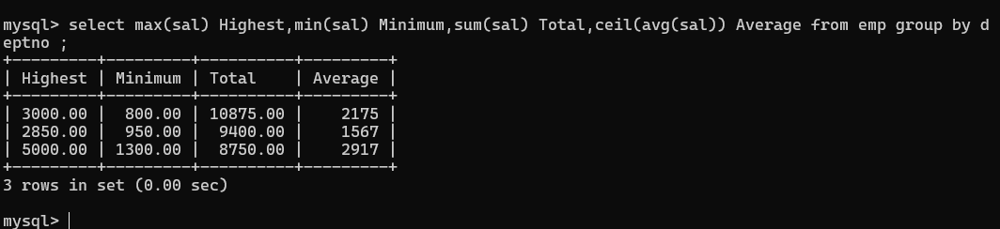 mysql> select max(sal) Highest,min(sal) Minimum,sum(sal) Total,ceil(avg(sal)) Average from emp group by d
eptno ;
+---------+---------+----------+---------+
| Highest | Minimum | Total    | Average |
+---------+---------+----------+---------+
| 3000.00 |  800.00 | 10875.00 |    2175 |
| 2850.00 |  950.00 |  9400.00 |    1567 |
| 5000.00 | 1300.00 |  8750.00 |    2917 |
+---------+---------+----------+---------+
3 rows in set (0.00 sec)
mysql>